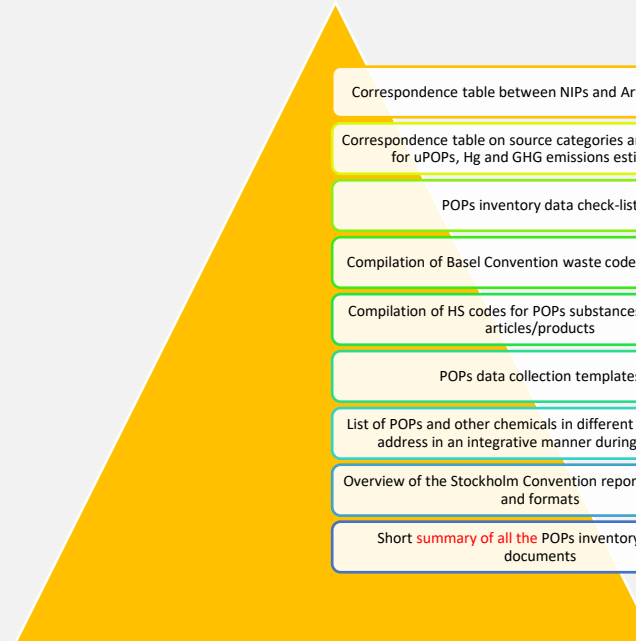 Correspondence table between NIPs and Ar
Correspondence table on source categories a
for uPOPs, Hg and GHG emissions esti
POPs inventory data check-list
Compilation of Basel Convention waste code
Compilation of HS codes for POPs substance
articles/products
POPs data collection template
List of POPs and other chemicals in different
address in an integrative manner during
Overview of the Stockholm Convention repor
and formats
Short summary of all the POPs inventory
documents